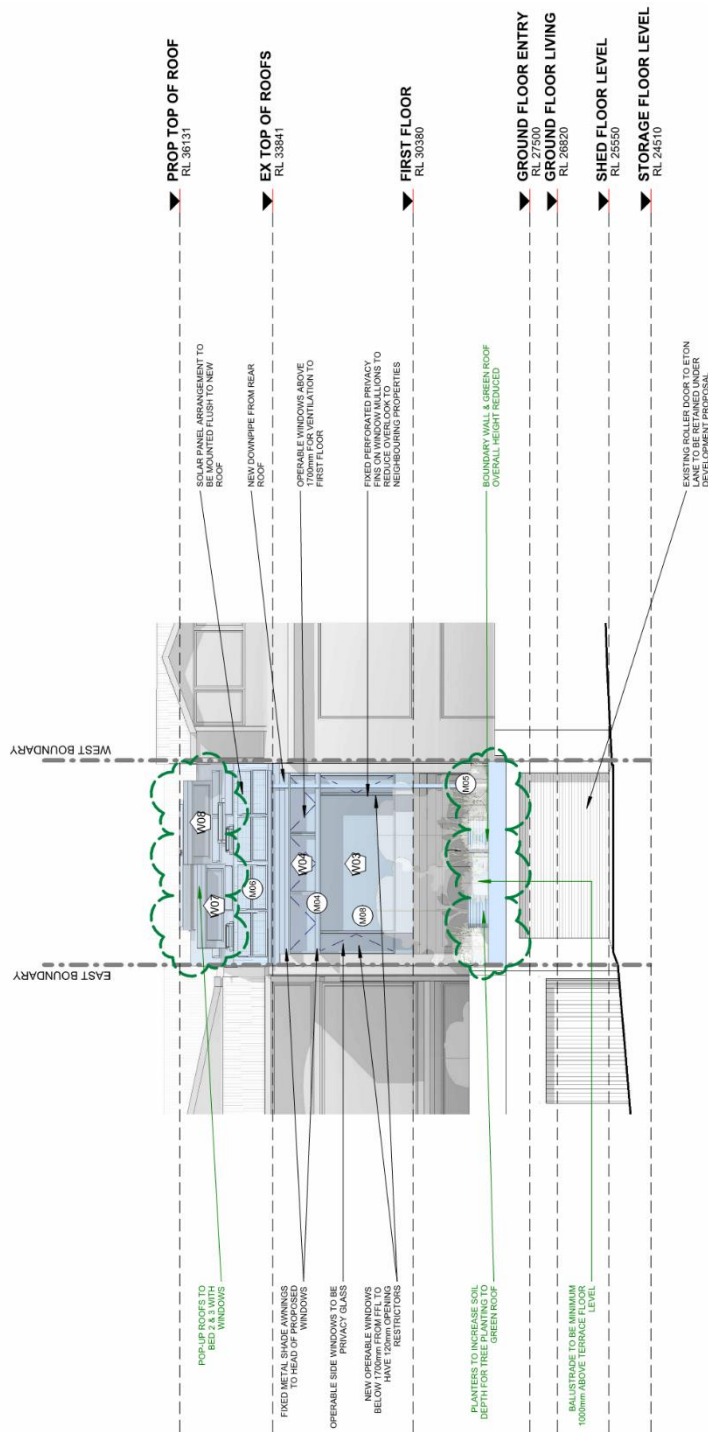 PROP TOP OF ROOF
RL 36131
EX TOP OF ROOFS
RL 33841
FIRST FLOOR
RL 30380
GROUND FLOOR ENTRY
RL 27500
GROUND FLOOR LIVING
RL 26820
SHED FLOOR LEVEL
RL 25550
STORAGE FLOOR LEVEL
RL 24510
SOLAR PANEL ARRANGEMENT TO
BE MOUNTED FLUSH TO NEW
ROOF
NEW DOWNPIPE FROM REAR
ROOF
OPERABLE WINDOWS ABOVE
1700mm FOR VENTILATION TO
FIRST FLOOR
FIXED PERFORATED PRIVACY
FINS ON WINDOW MULLIONS TO
REDUCE OVERLOOK TO
NEIGHBOURING PROPERTIES
BOUNDARY WALL & GREEN ROOF
OVERALL HEIGHT REDUCED
EXISTING ROLLER DOOR TO ETON
LANE TO BE RETAINED UNDER
DEVELOPMENT PROPOSAL
WEST BOUNDARY
EAST BOUNDARY
W08
W07
M06
W04
M04
W03
M08
M05
POP-UP ROOFS TO
BED 2 & 3 WITH
WINDOWS
FIXED METAL SHADE AWNINGS
TO HEAD OF PROPOSED
WINDOWS
OPERABLE SIDE WINDOWS TO BE
PRIVACY GLASS
NEW OPERABLE WINDOWS
BELOW 1700mm FROM FFL TO
HAVE 120mm OPENING
RESTRICTORS
PLANTERS TO INCREASE SOIL
DEPTH FOR TREE PLANTING TO
GREEN ROOF
BALUSTRADE TO BE MINIMUM
1000mm ABOVE TERRACE FLOOR
LEVEL